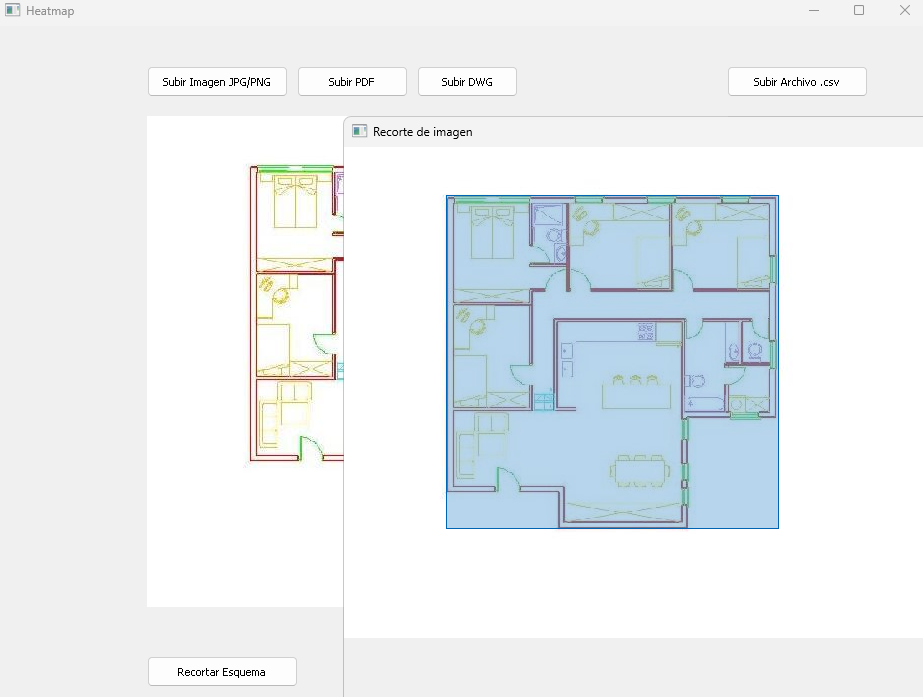 Heatmap
Subir Imagen JPG/PNG
Subir PDF
Subir DWG
Subir Archivo .csv
Recorte de imagen
Recortar Esquema